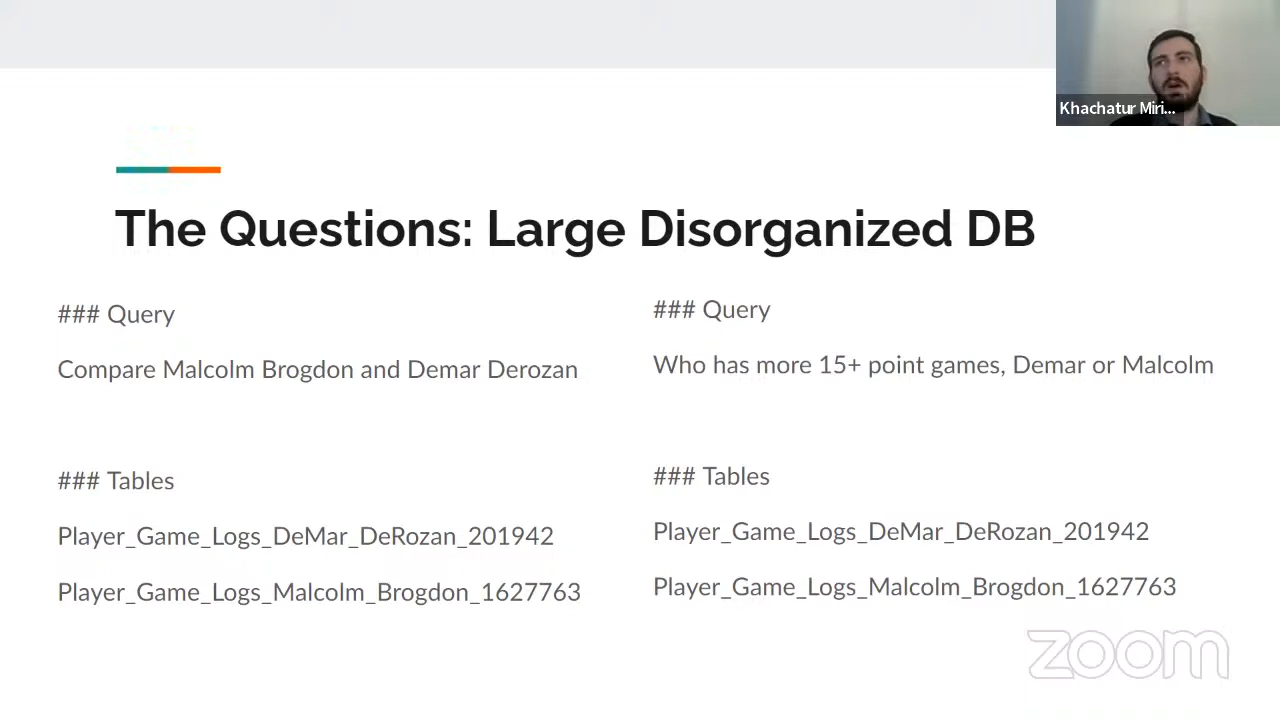 Khachatur Miri...
The Questions: Large Disorganized DB
### Query
Compare Malcolm Brogdon and Demar Derozan
### Tables
Player_Game_Logs_DeMar_DeRozan_201942
Player_Game_Logs_Malcolm_Brogdon_1627763
### Query
Who has more 15+ point games, Demar or Malcolm
### Tables
Player_Game_Logs_DeMar_DeRozan_201942
Player_Game_Logs_Malcolm_Brogdon_1627763
zoom